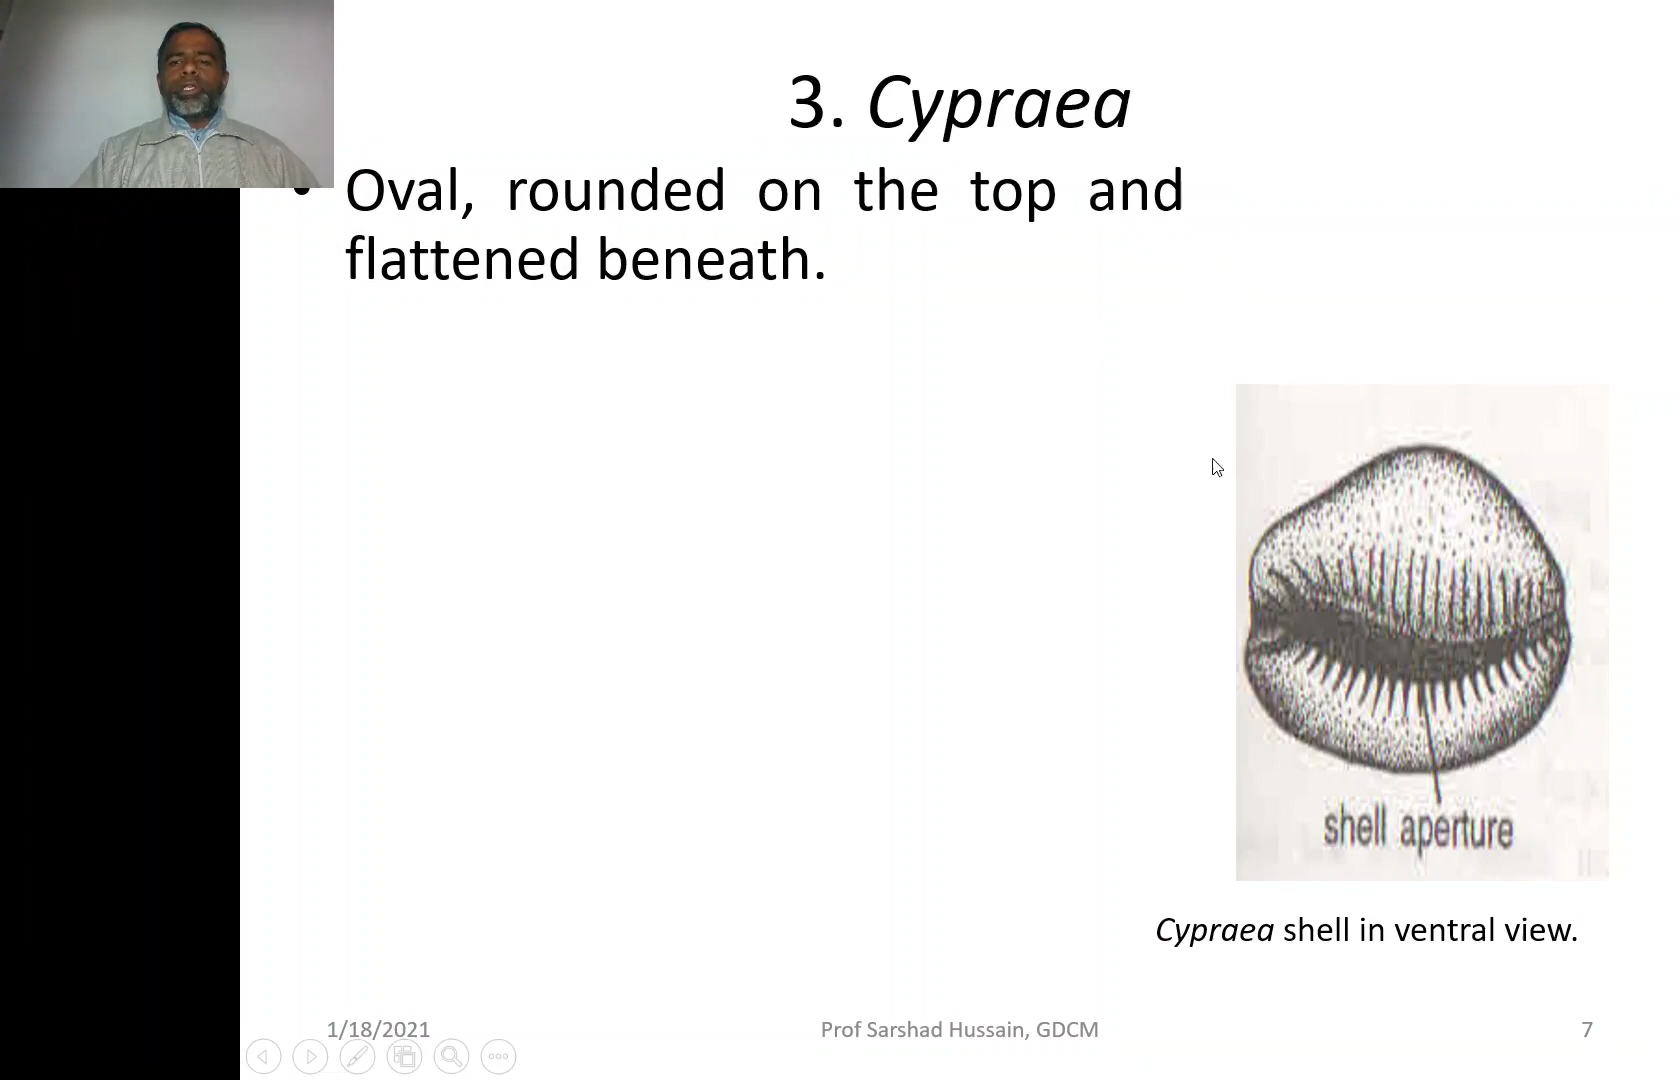 3. Cypraea
• Oval, rounded on the top and
flattened beneath.
shell aperture
Cypraea shell in ventral view.
1/18/2021
Prof Sarshad Hussain, GDCM
7